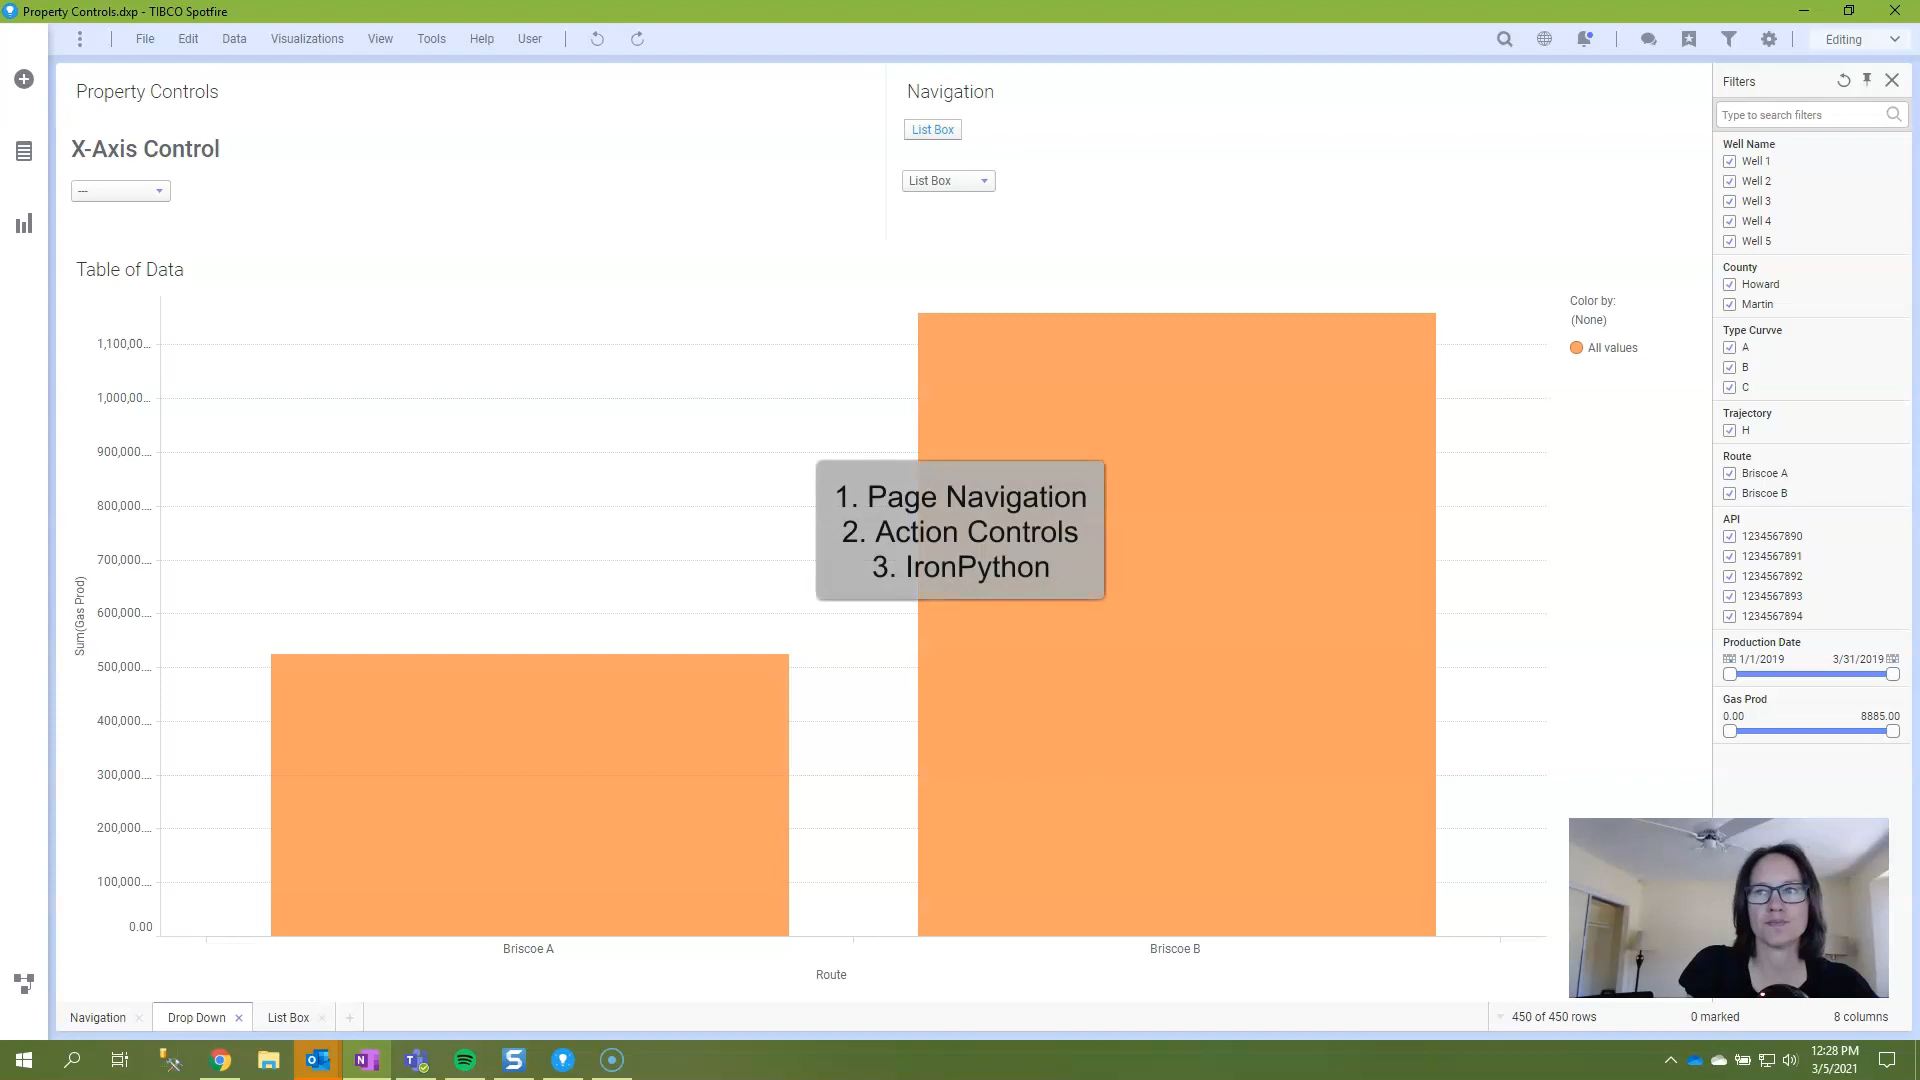 Property Controls.dxp - TIBCO Spotfire
File Edit Data Visualizations View Tools Help User
Editing
Property Controls
X-Axis Control
---
Navigation
List Box
List Box
Table of Data
1,100,00...
1,000,00...
900,000....
800,000....
700,000....
600,000....
500,000....
400,000....
300,000....
200,000....
100,000....
0.00
Sum(Gas Prod)
Briscoe A
Briscoe B
Route
Color by:
(None)
All values
1. Page Navigation
2. Action Controls
3. IronPython
Filters
Type to search filters
Well Name
Well 1
Well 2
Well 3
Well 4
Well 5
County
Howard
Martin
Type Curvve
A
B
C
Trajectory
H
Route
Briscoe A
Briscoe B
API
1234567890
1234567891
1234567892
1234567893
1234567894
Production Date
1/1/2019 3/31/2019
Gas Prod
0.00 8885.00
Navigation Drop Down List Box
450 of 450 rows 0 marked 8 columns
12:28 PM
3/5/2021